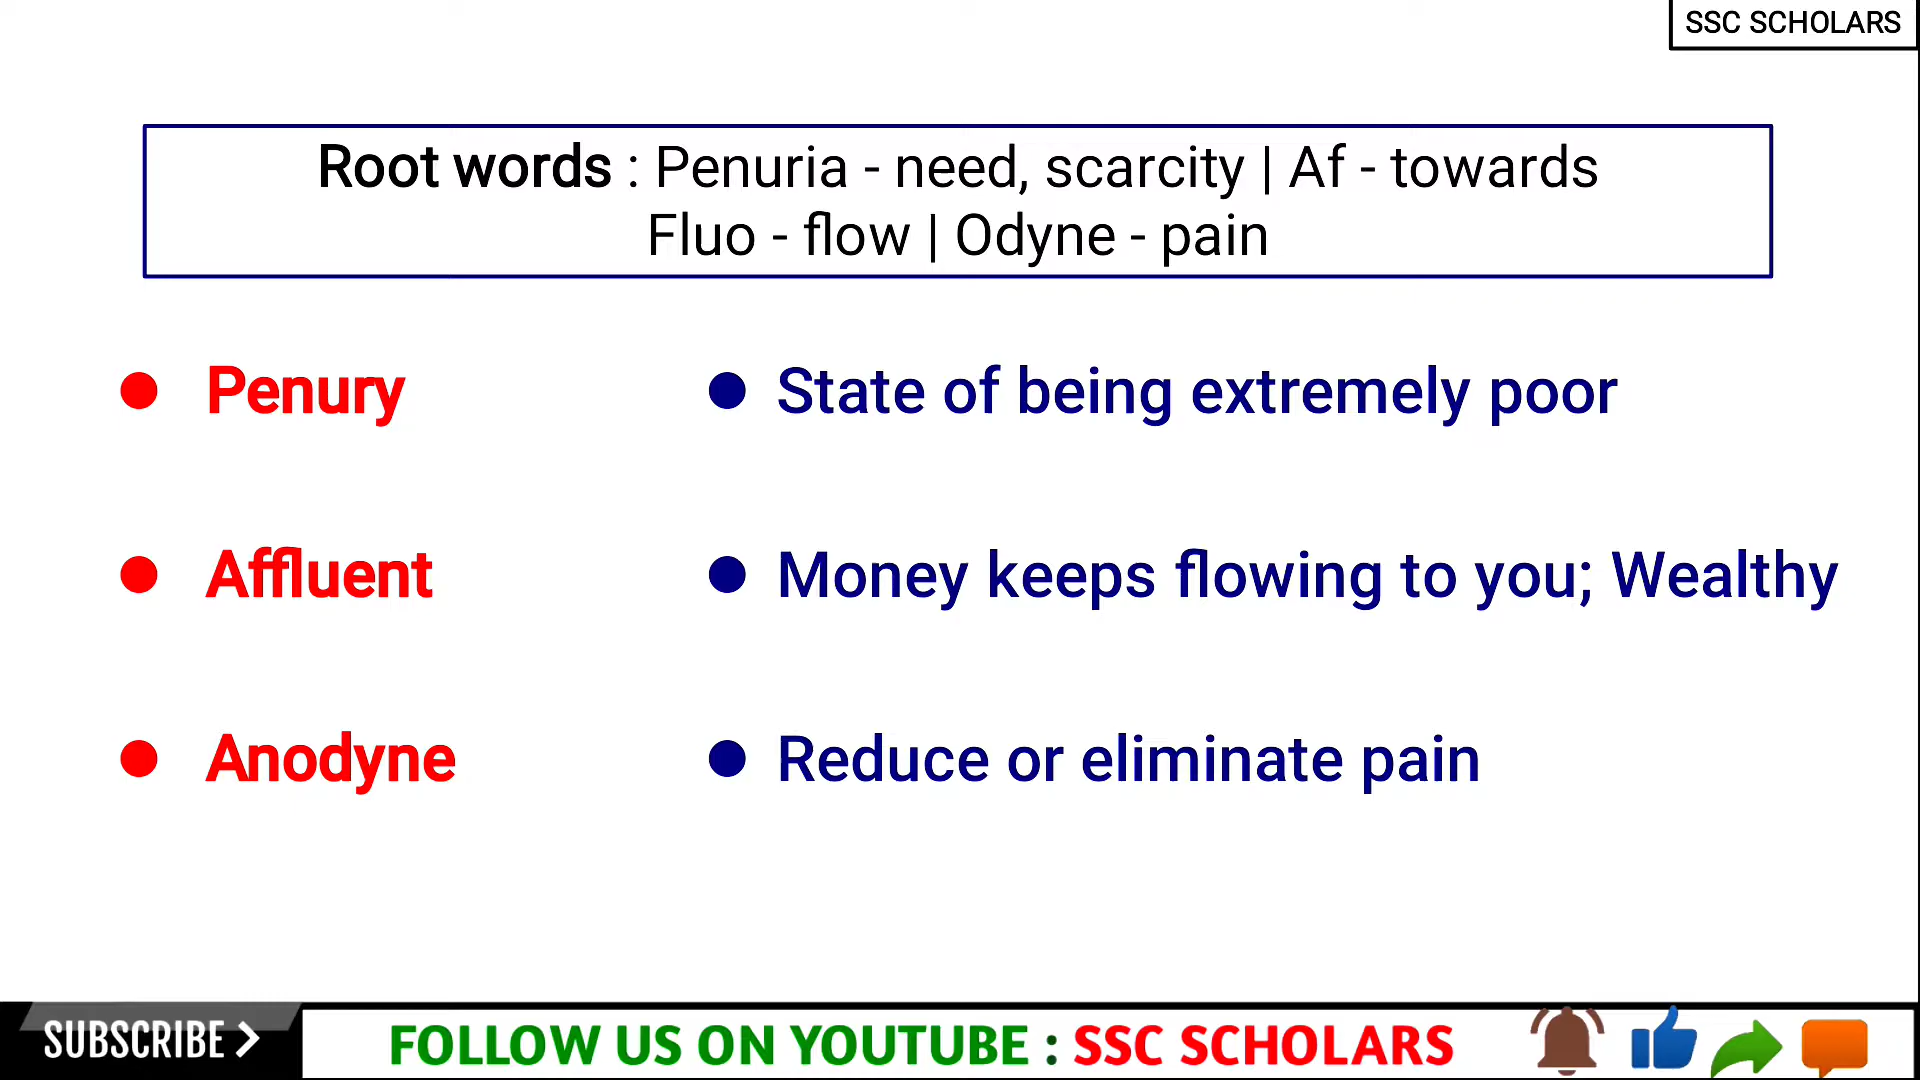 SSC SCHOLARS
Root words : Penuria - need, scarcity | Af - towards
Fluo - flow | Odyne - pain
● Penury ● State of being extremely poor
● Affluent ● Money keeps flowing to you; Wealthy
● Anodyne ● Reduce or eliminate pain
SUBSCRIBE > FOLLOW US ON YOUTUBE : SSC SCHOLARS